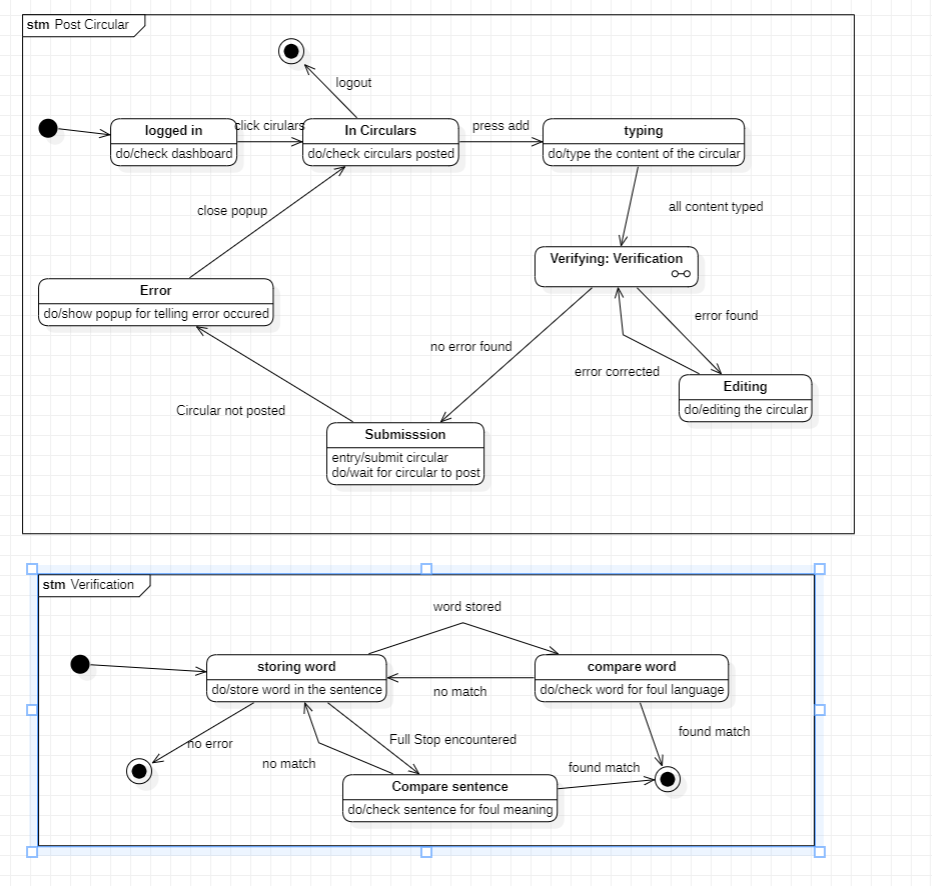 stm Post Circular
logout
logged in
do/check dashboard
click cirulars
In Circulars
do/check circulars posted
press add
typing
do/type the content of the circular
close popup
all content typed
Verifying: Verification
Error
do/show popup for telling error occured
no error found
error found
error corrected
Editing
do/editing the circular
Circular not posted
Submisssion
entry/submit circular
do/wait for circular to post
stm Verification
word stored
storing word
do/store word in the sentence
no match
compare word
do/check word for foul language
no error
no match
Full Stop encountered
found match
found match
Compare sentence
do/check sentence for foul meaning